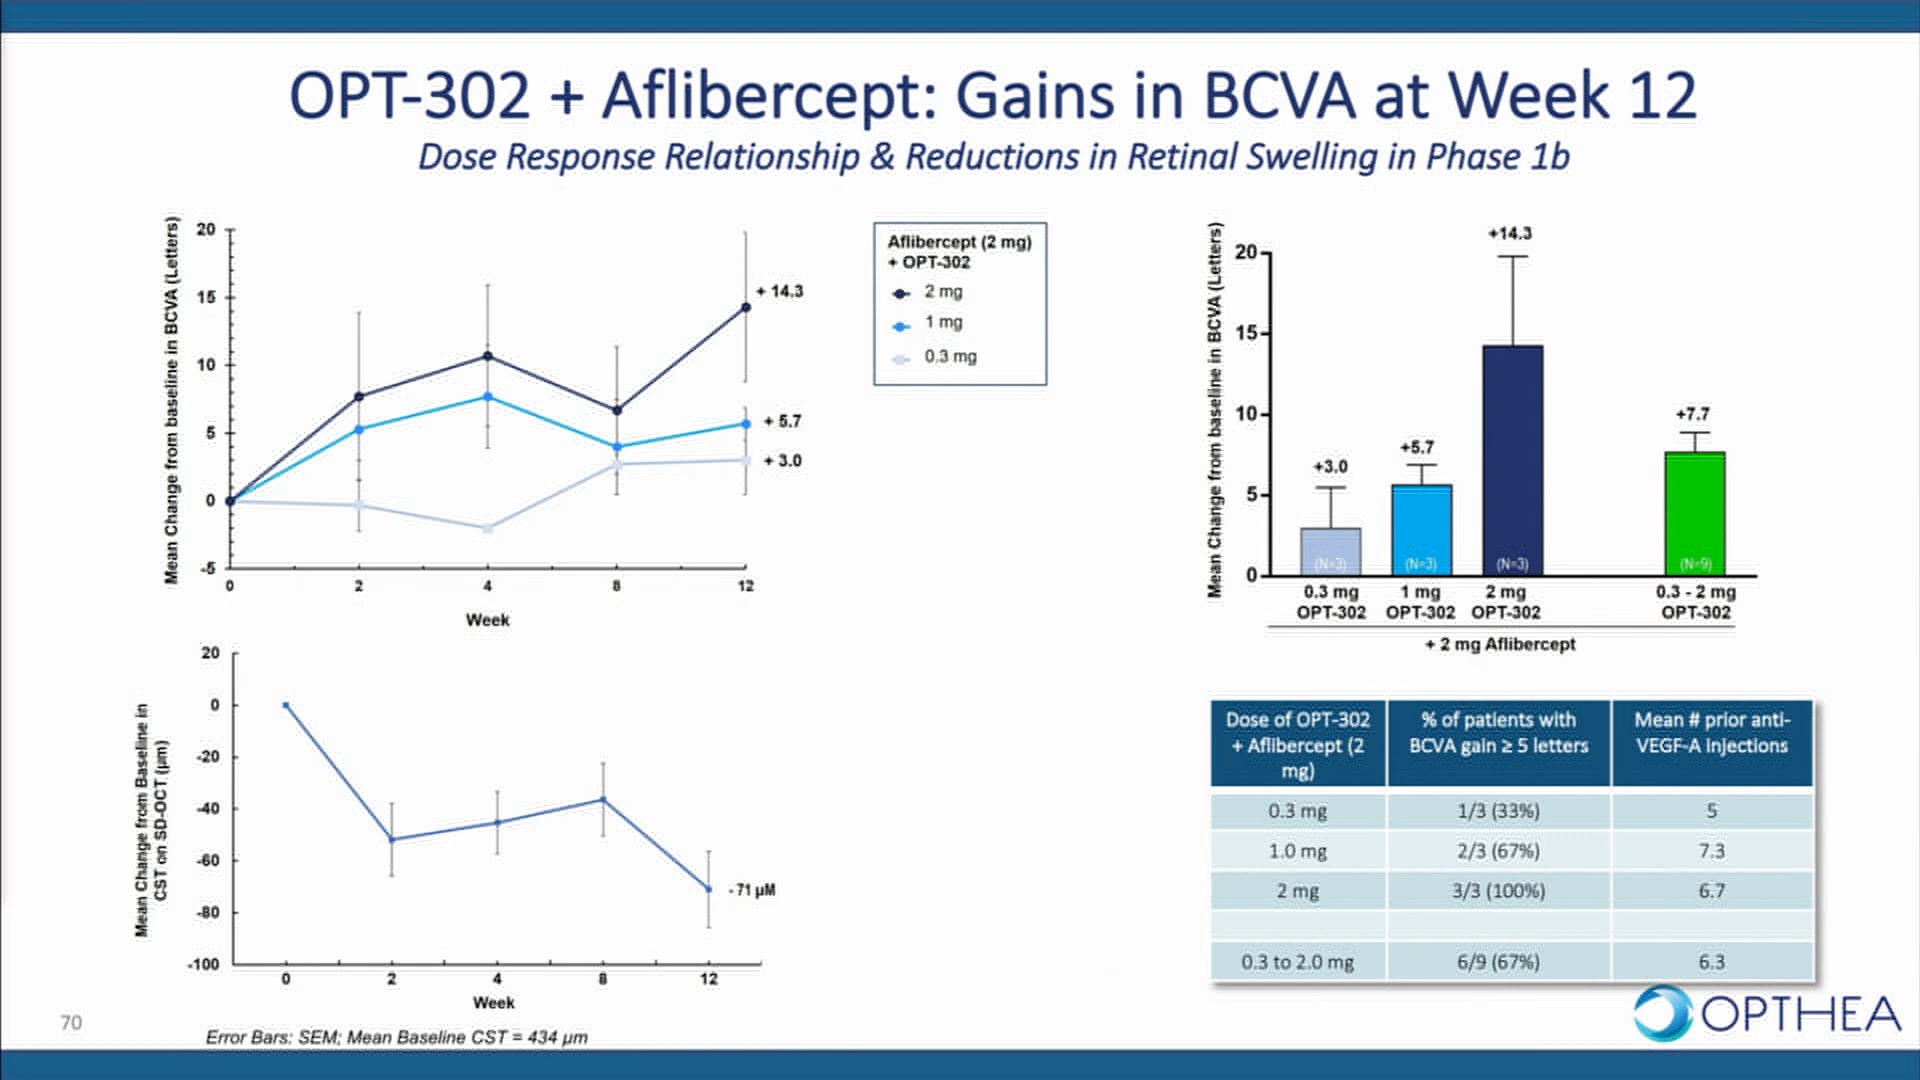 OPT-302 + Aflibercept: Gains in BCVA at Week 12
Dose Response Relationship & Reductions in Retinal Swelling in Phase 1b
Mean Change from baseline in BCVA (Letters)
20
15
10
5
0
-5
0
2
4
8
12
Week
+ 14.3
+ 5.7
+ 3.0
Aflibercept (2 mg)
+ OPT-302
2 mg
1 mg
0.3 mg
Mean Change from baseline in BCVA (Letters)
20
15
10
5
0
+3.0
+5.7
+14.3
+7.7
(N=3)
(N=3)
(N=3)
(N=9)
0.3 mg
OPT-302
1 mg
OPT-302
2 mg
OPT-302
0.3 - 2 mg
OPT-302
+ 2 mg Aflibercept
Mean Change from Baseline in
CST on SD-OCT (µm)
20
0
-20
-40
-60
-80
-100
0
2
4
8
12
Week
- 71 µM
Dose of OPT-302
+ Aflibercept (2
mg)
% of patients with
BCVA gain ≥ 5 letters
Mean # prior anti-
VEGF-A injections
0.3 mg
1/3 (33%)
5
1.0 mg
2/3 (67%)
7.3
2 mg
3/3 (100%)
6.7
0.3 to 2.0 mg
6/9 (67%)
6.3
70
Error Bars: SEM; Mean Baseline CST = 434 µm
OPTHEA